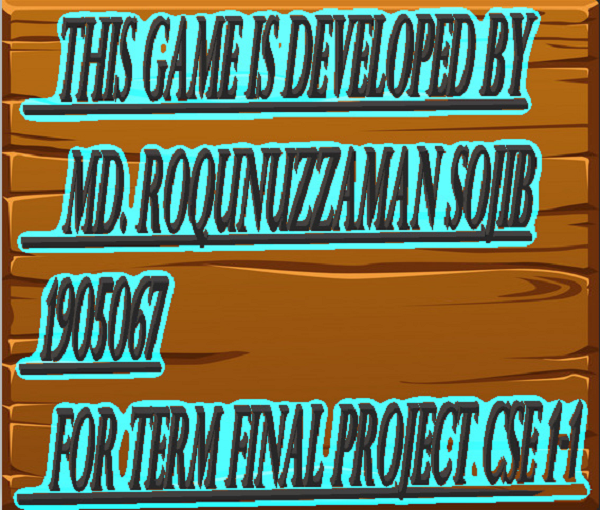 THIS GAME IS DEVELOPED BY
MD. ROQUNUZZAMAN SOJIB
1905067
FOR TERM FINAL PROJECT CSE 1-1